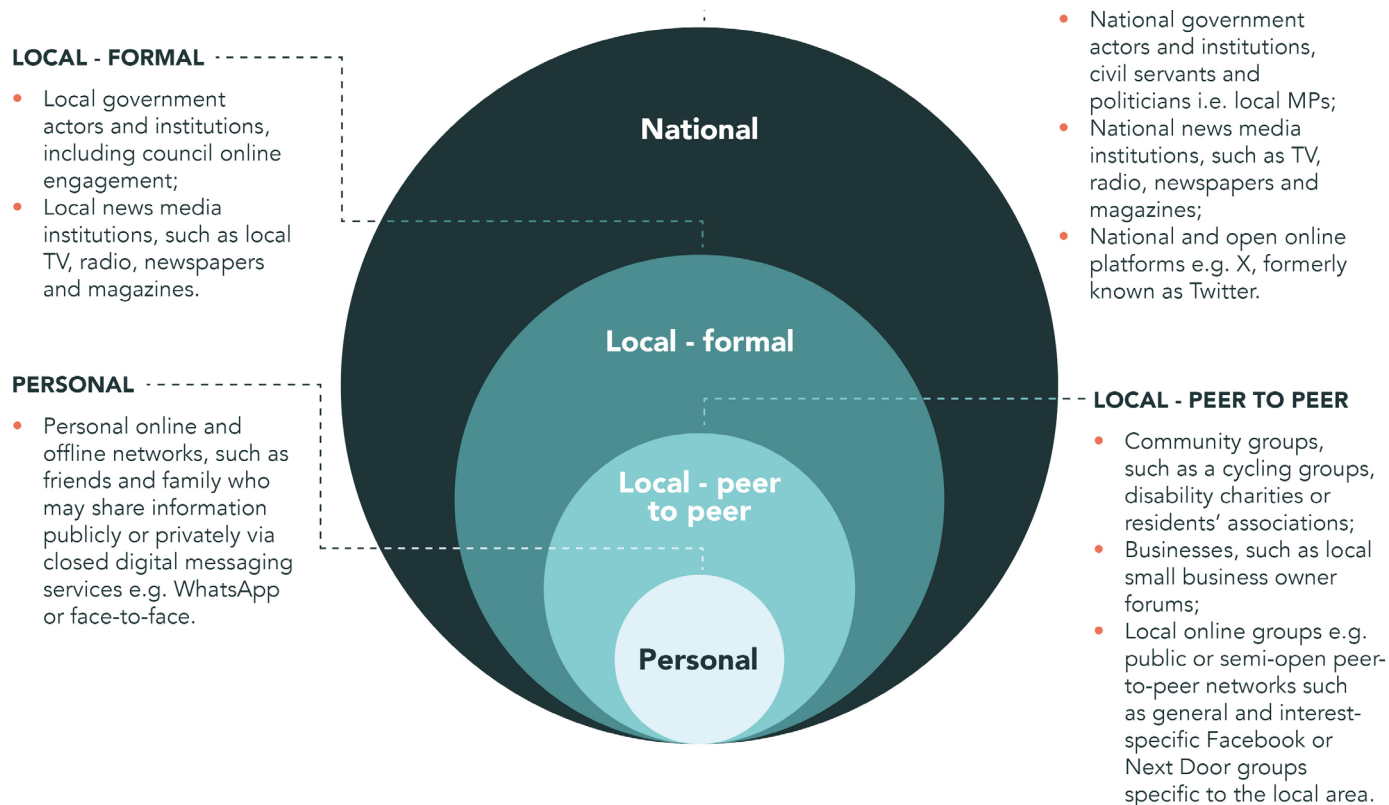 LOCAL - FORMAL
• Local government
actors and institutions,
including council online
engagement;
• Local news media
institutions, such as local
TV, radio, newspapers
and magazines.
PERSONAL
• Personal online and
offline networks, such as
friends and family who
may share information
publicly or privately via
closed digital messaging
services e.g. WhatsApp
or face-to-face.
National
Local - formal
Local - peer
to peer
Personal
• National government
actors and institutions,
civil servants and
politicians i.e. local MPs;
• National news media
institutions, such as TV,
radio, newspapers and
magazines;
• National and open online
platforms e.g. X, formerly
known as Twitter.
LOCAL - PEER TO PEER
• Community groups,
such as a cycling groups,
disability charities or
residents’ associations;
• Businesses, such as local
small business owner
forums;
• Local online groups e.g.
public or semi-open peer-
to-peer networks such
as general and interest-
specific Facebook or
Next Door groups
specific to the local area.